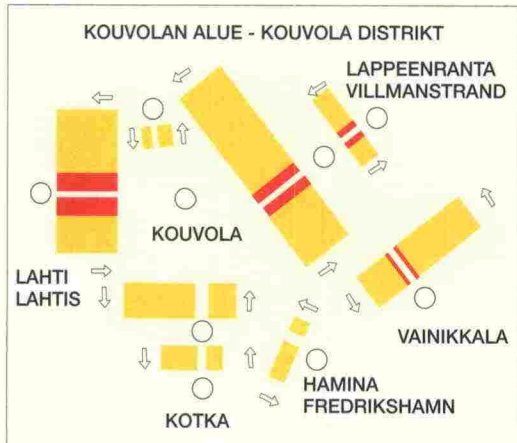 KOUVOLAN ALUE - KOUVOLA DISTRIKT
LAPPEENRANTA
VILLMANSTRAND
KOUVOLA
LAHTI
LAHTIS
VAINIKKALA
HAMINA
FREDRIKSHAMN
KOTKA